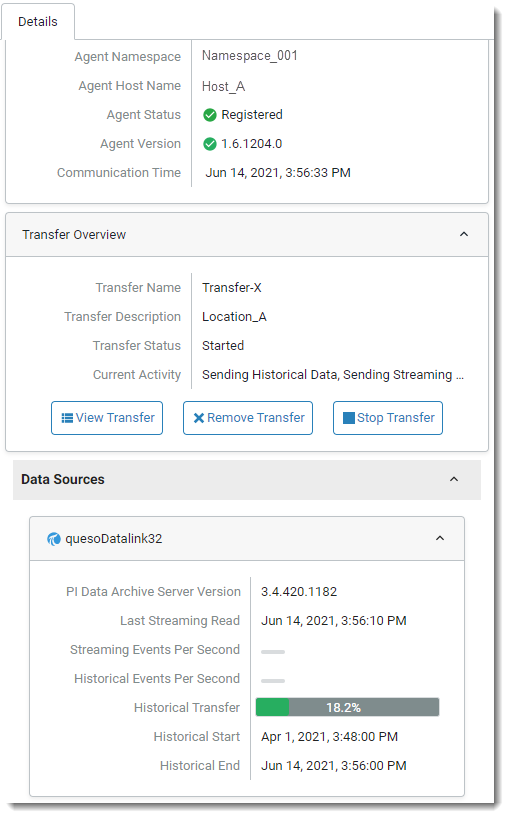 Details
Agent Namespace Namespace_001
Agent Host Name Host_A
Agent Status Registered
Agent Version 1.6.1204.0
Communication Time Jun 14, 2021, 3:56:33 PM
Transfer Overview
Transfer Name Transfer-X
Transfer Description Location_A
Transfer Status Started
Current Activity Sending Historical Data, Sending Streaming ...
View Transfer Remove Transfer Stop Transfer
Data Sources
quesoDatalink32
PI Data Archive Server Version 3.4.420.1182
Last Streaming Read Jun 14, 2021, 3:56:10 PM
Streaming Events Per Second
Historical Events Per Second
Historical Transfer 18.2%
Historical Start Apr 1, 2021, 3:48:00 PM
Historical End Jun 14, 2021, 3:56:00 PM